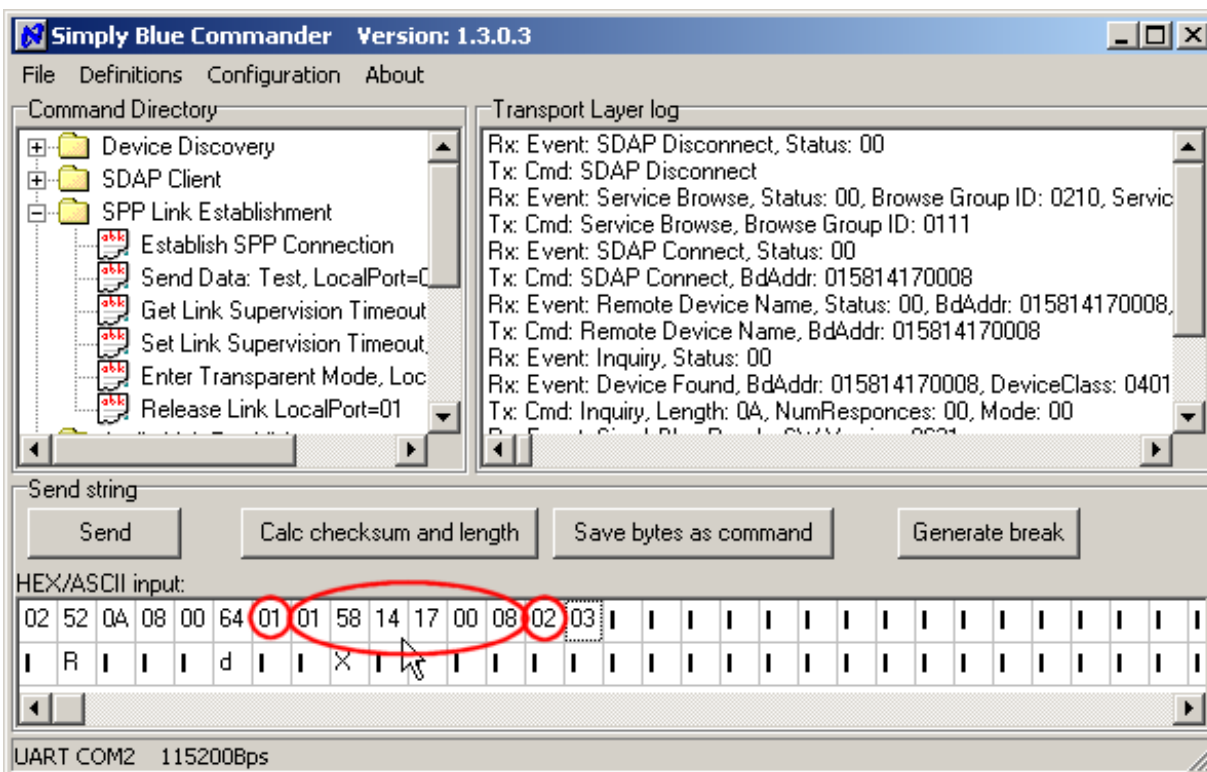 Simply Blue Commander Version: 1.3.0.3
File Definitions Configuration About
Command Directory
Device Discovery
SDAP Client
SPP Link Establishment
Establish SPP Connection
Send Data: Test, LocalPort=0
Get Link Supervision Timeout
Set Link Supervision Timeout,
Enter Transparent Mode, Loc
Release Link LocalPort=01
Transport Layer log
Rx: Event: SDAP Disconnect, Status: 00
Tx: Cmd: SDAP Disconnect
Rx: Event: Service Browse, Status: 00, Browse Group ID: 0210, Servic
Tx: Cmd: Service Browse, Browse Group ID: 0111
Rx: Event: SDAP Connect, Status: 00
Tx: Cmd: SDAP Connect, BdAddr: 015814170008
Rx: Event: Remote Device Name, Status: 00, BdAddr: 015814170008,
Tx: Cmd: Remote Device Name, BdAddr: 015814170008
Rx: Event: Inquiry, Status: 00
Rx: Event: Device Found, BdAddr: 015814170008, DeviceClass: 0401
Tx: Cmd: Inquiry, Length: 0A, NumResponces: 00, Mode: 00
Send string
Send Calc checksum and length Save bytes as command Generate break
HEX/ASCII input:
02 52 0A 08 00 64 01 01 58 14 17 00 08 02 03
R d X
UART COM2 115200Bps